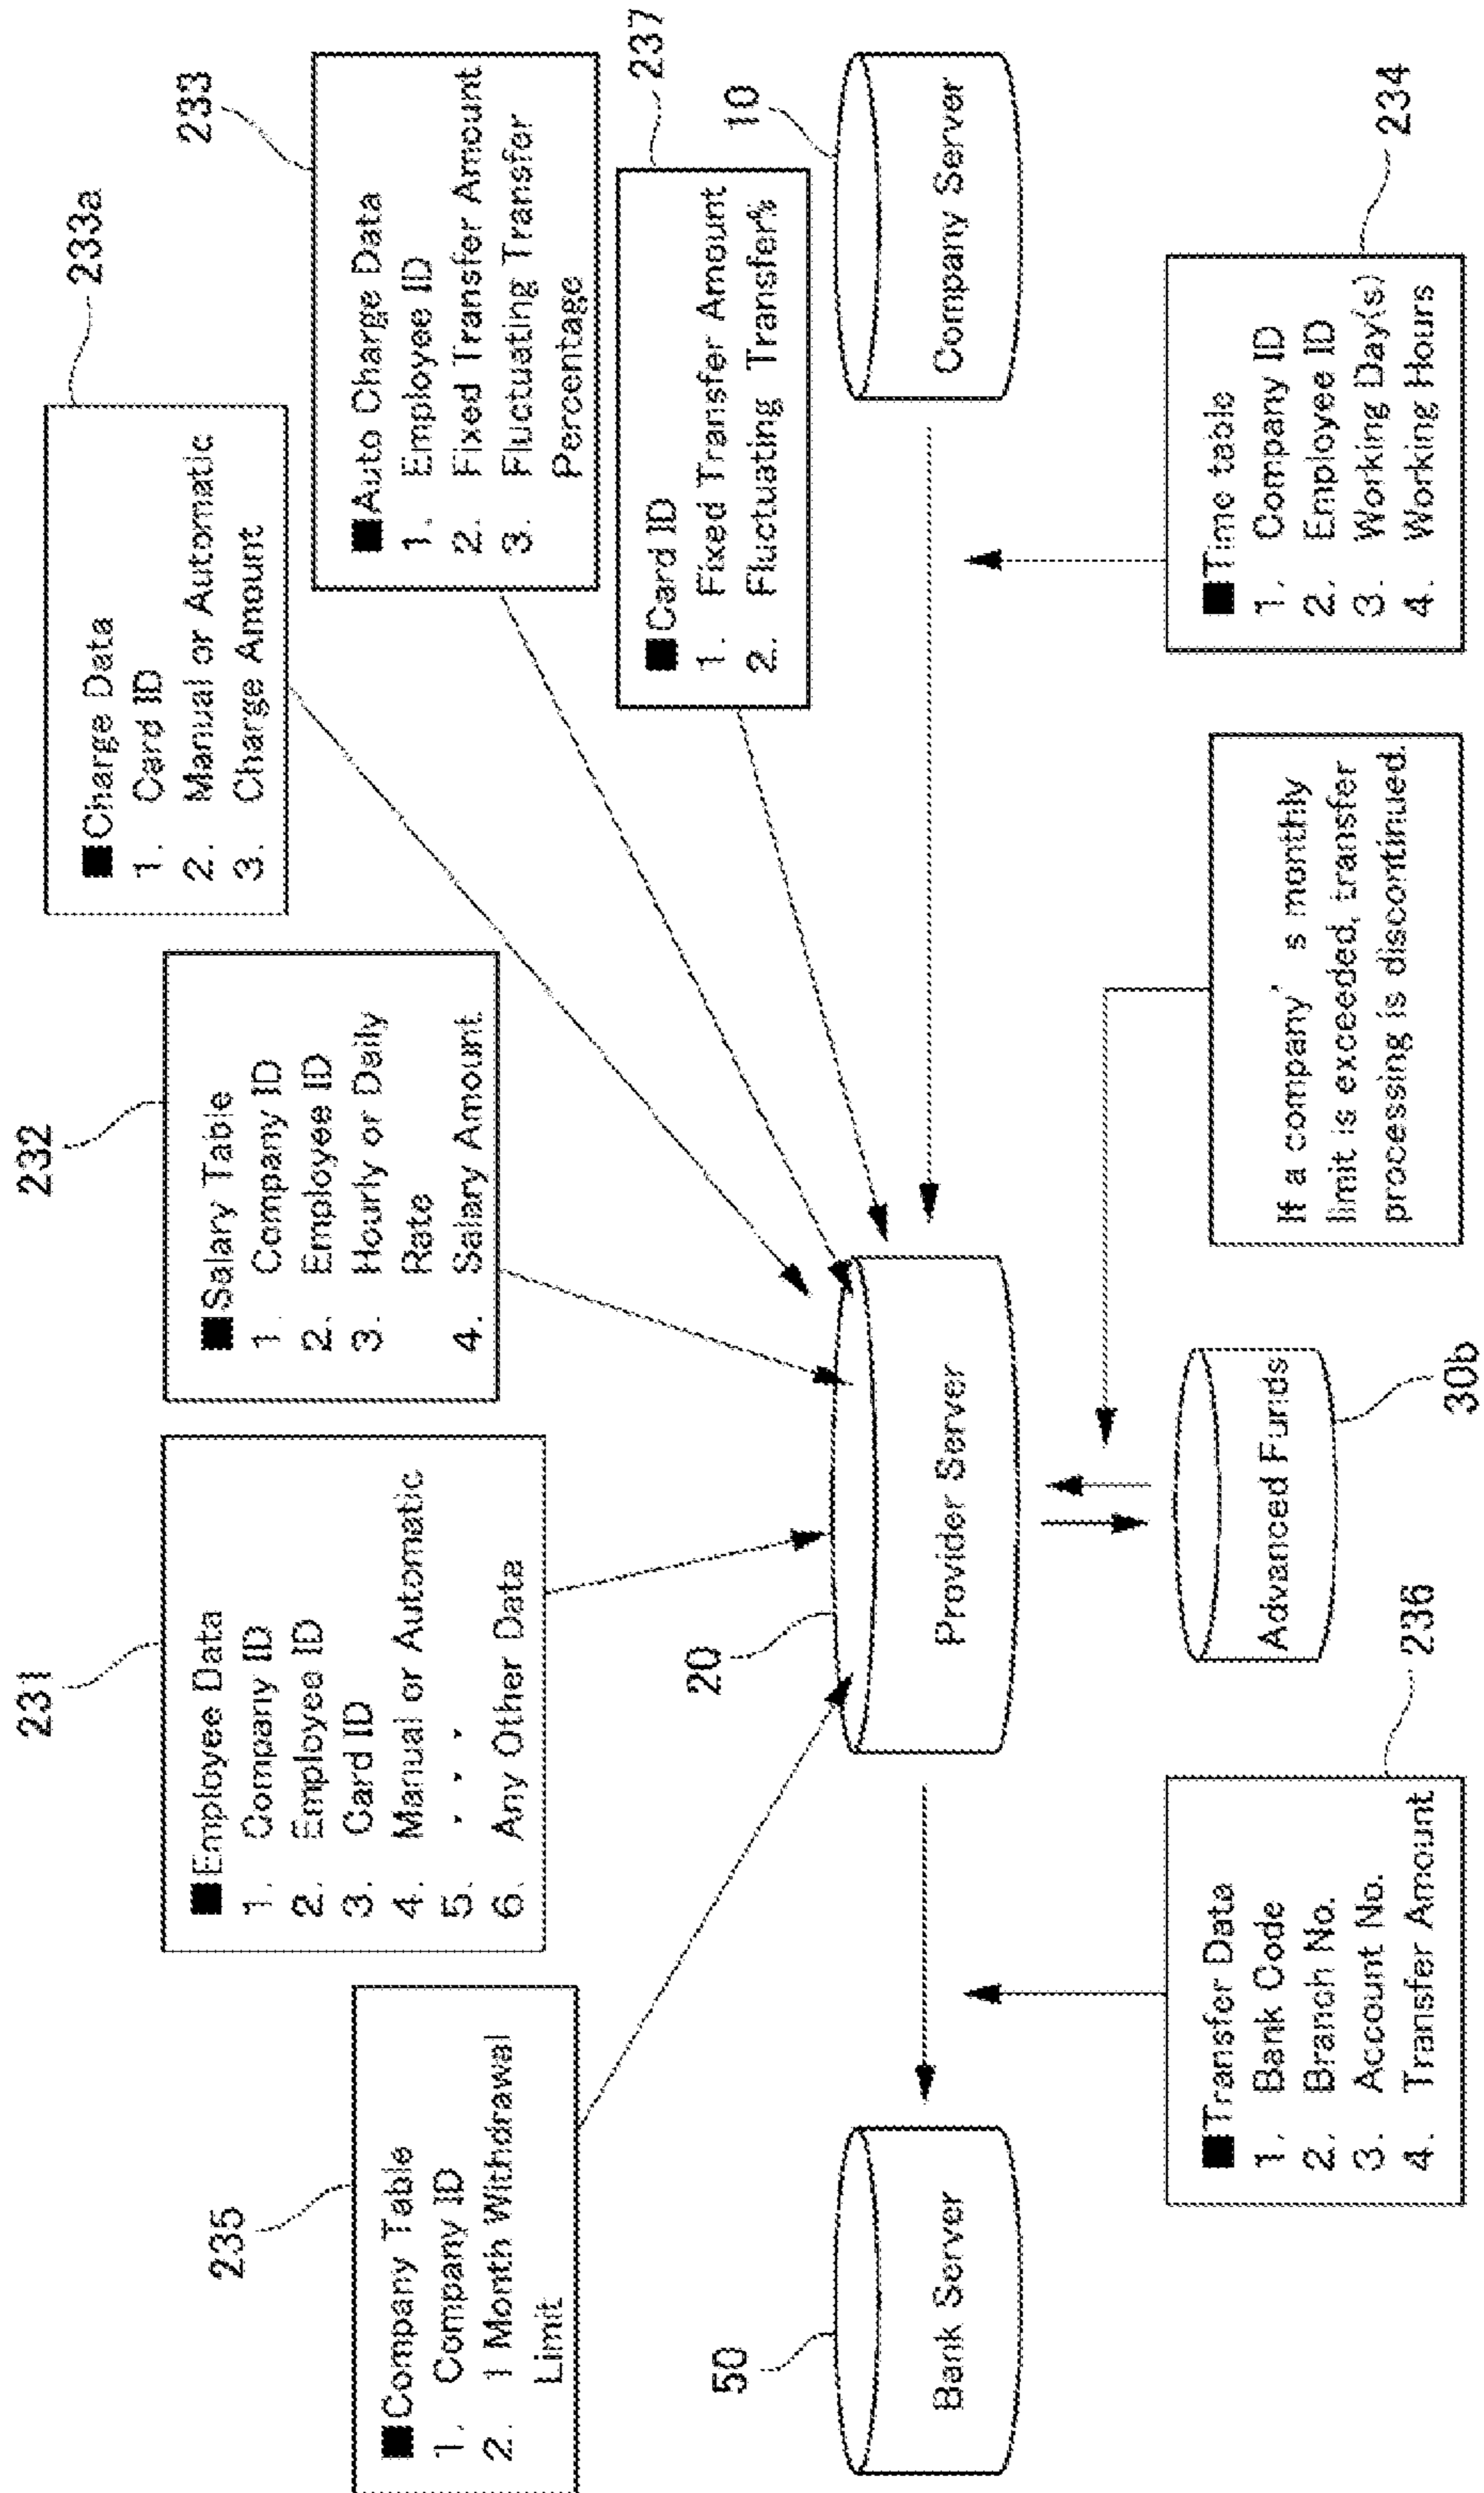 235
■Company Table
1. Company ID
2. 1 Month Withdrawal
Limit
231
■Employee Data
1. Company ID
2. Employee ID
3. Card ID
4. Manual or Automatic
5. . . .
6. Any Other Data
232
■Salary Table
1. Company ID
2. Employee ID
3. Hourly or Daily
Rate
4. Salary Amount
233a
■Charge Data
1. Card ID
2. Manual or Automatic
3. Charge Amount
233
■Auto Charge Data
1. Employee ID
2. Fixed Transfer Amount
3. Fluctuating Transfer
Percentage
237
■Card ID
1. Fixed Transfer Amount
2. Fluctuating Transfer%
50
Bank Server
20
Provider Server
10
Company Server
■Transfer Data
1. Bank Code
2. Branch No.
3. Account No.
4. Transfer Amount
236
Advanced Funds
30b
If a company's monthly
limit is exceeded, transfer
processing is discontinued.
■Time table
1. Company ID
2. Employee ID
3. Working Day(s)
4. Working Hours
234